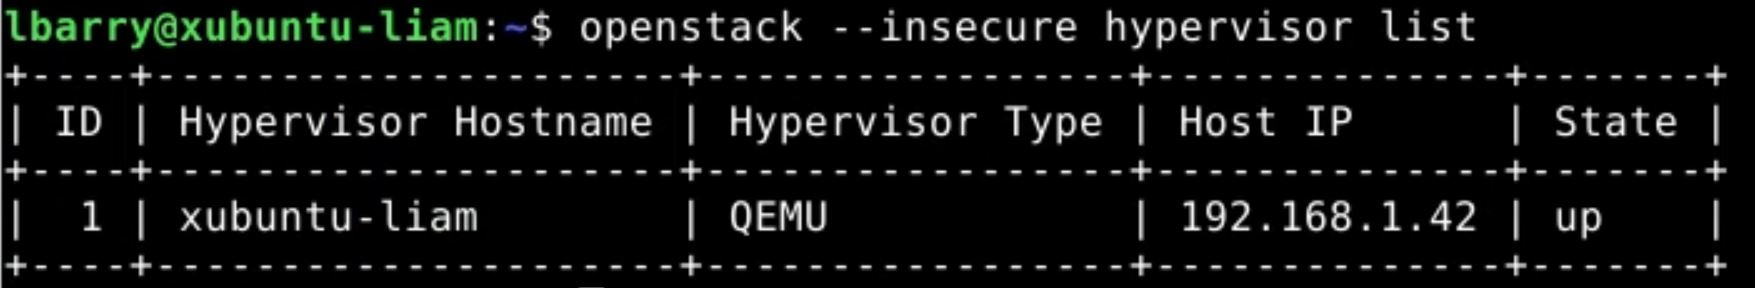 lbarry@xubuntu-liam:~$ openstack --insecure hypervisor list
+----+---------------------+-----------------+--------------+-------+
| ID | Hypervisor Hostname | Hypervisor Type | Host IP      | State |
+----+---------------------+-----------------+--------------+-------+
|  1 | xubuntu-liam        | QEMU            | 192.168.1.42 | up    |
+----+---------------------+-----------------+--------------+-------+